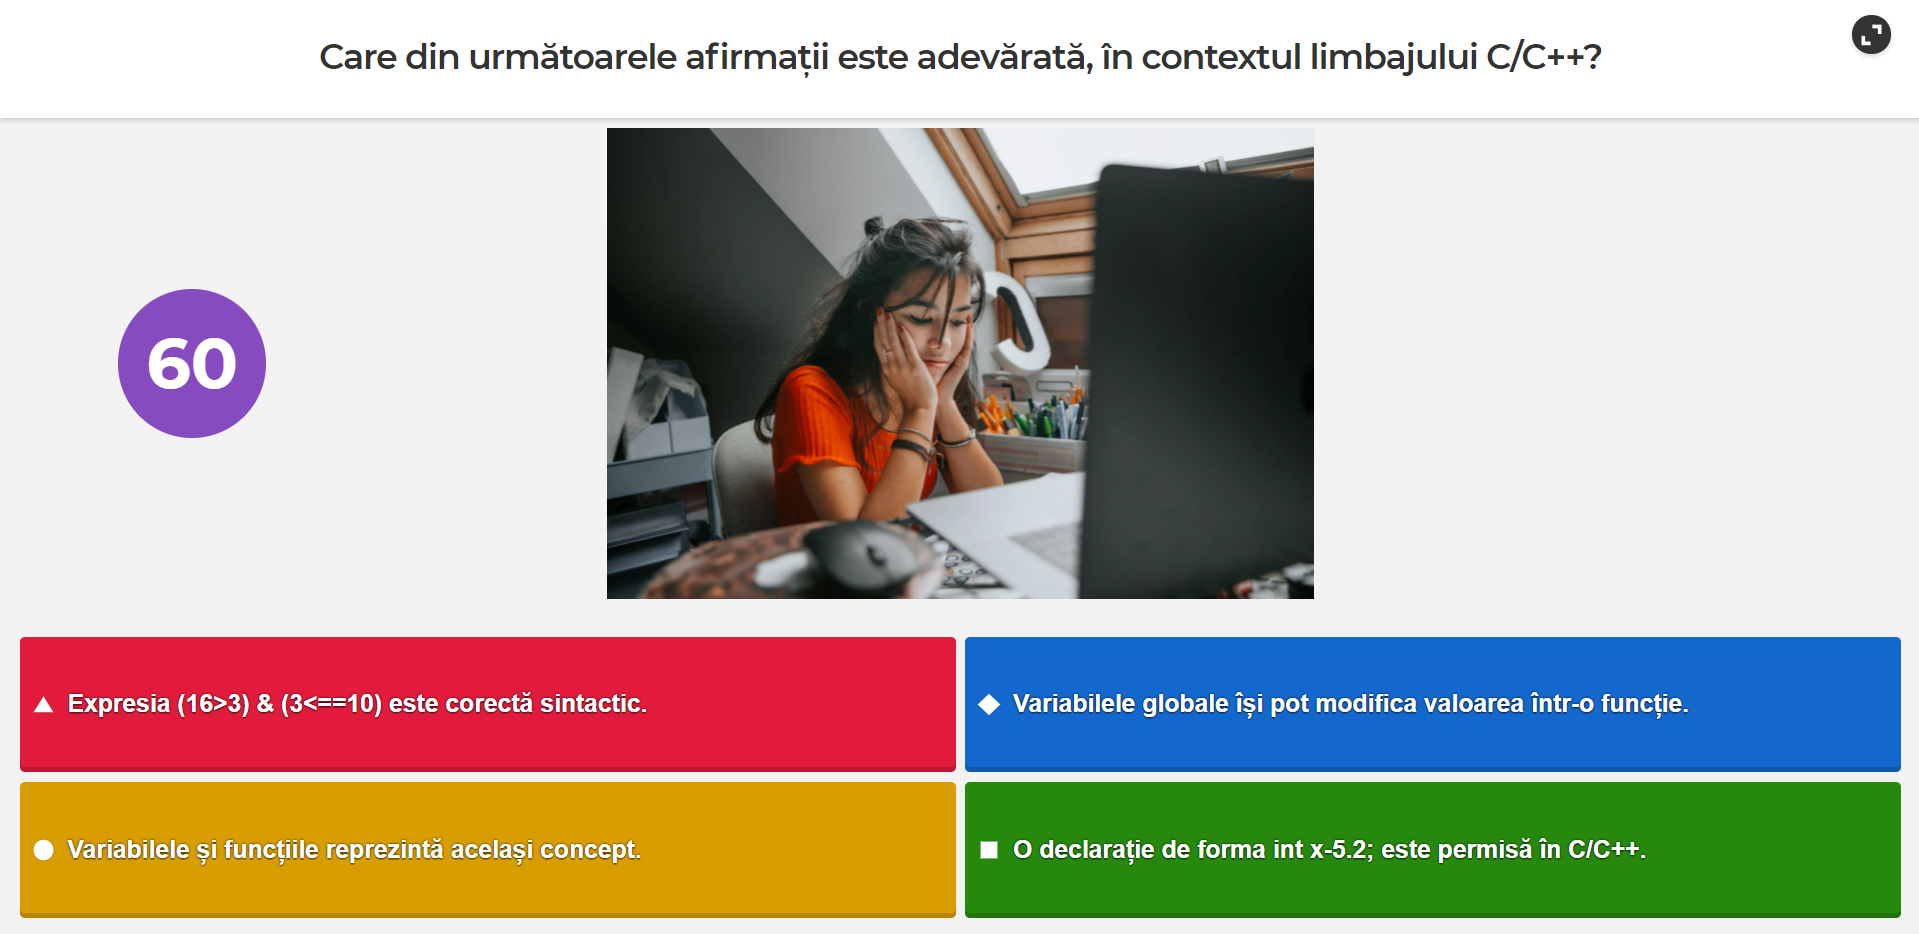 Care din următoarele afirmații este adevărată, în contextul limbajului C/C++?
60
Expresia (16>3) & (3<==10) este corectă sintactic.
Variabilele globale își pot modifica valoarea într-o funcție.
Variabilele și funcțiile reprezintă același concept.
O declarație de forma int x-5.2; este permisă în C/C++.